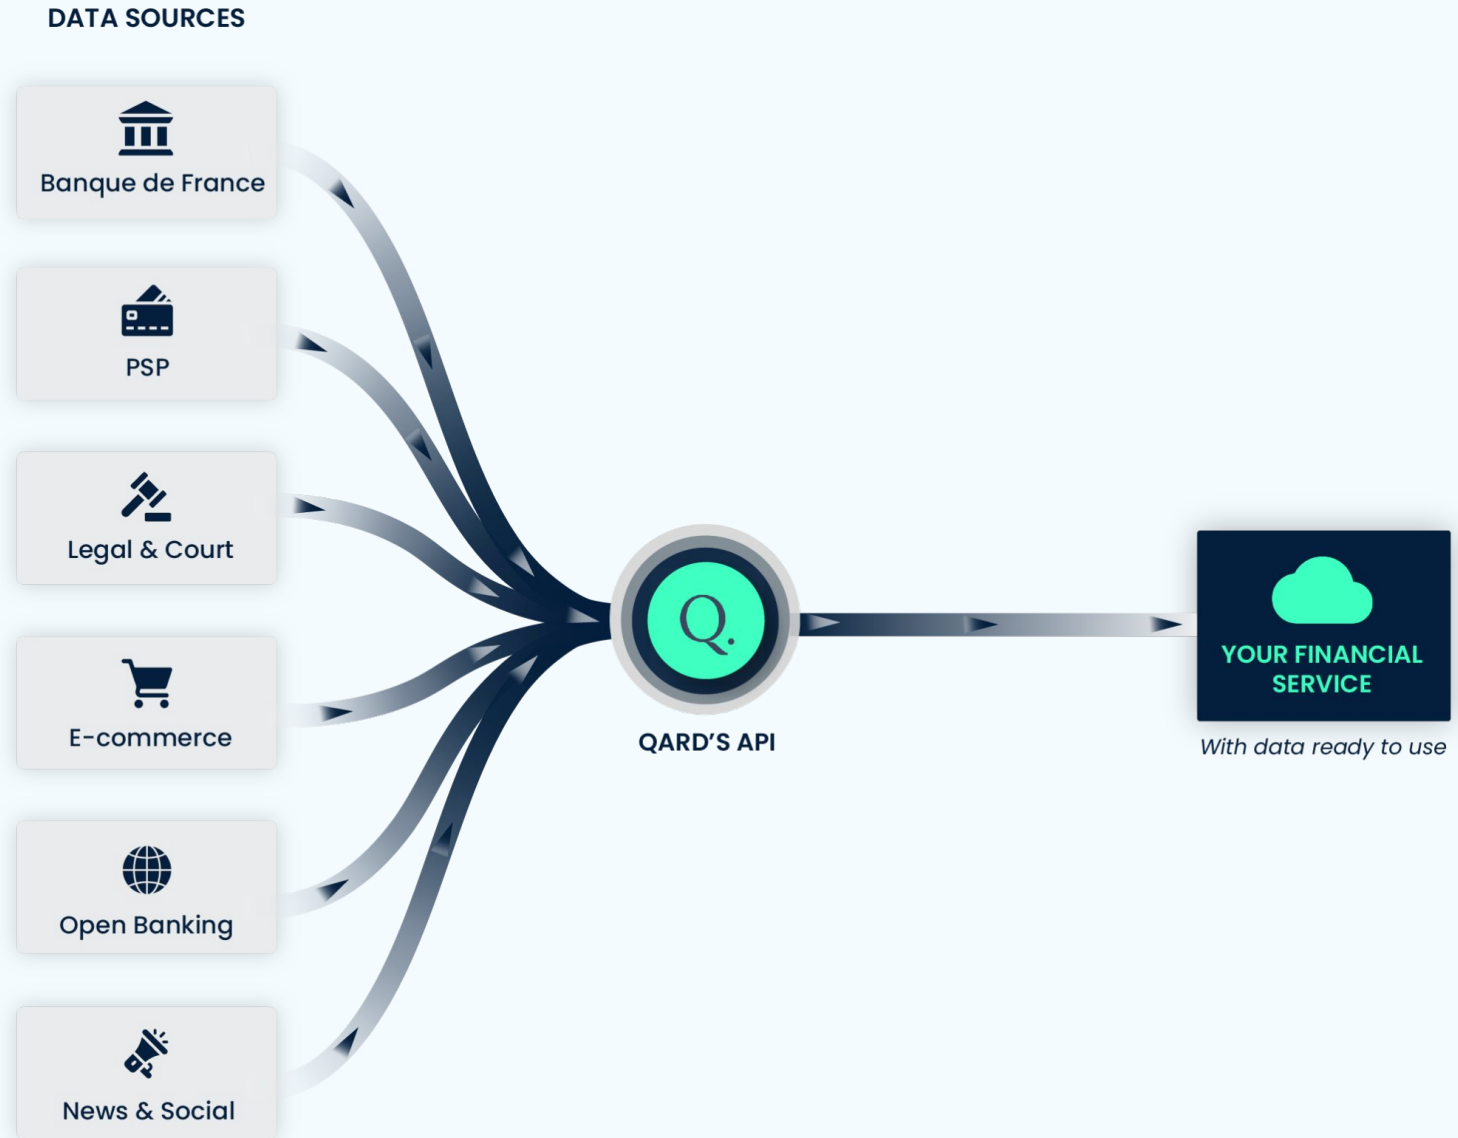 DATA SOURCES
Banque de France
PSP
Legal & Court
E-commerce
Open Banking
News & Social
Q.
QARD’S API
YOUR FINANCIAL
SERVICE
With data ready to use